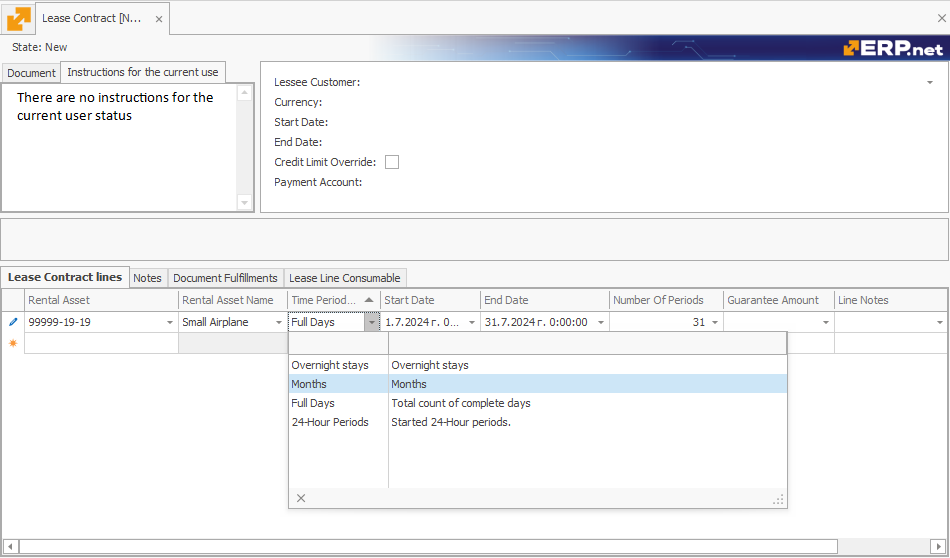 Lease Contract [N...
State: New
ERP.net
Document
Instructions for the current use
There are no instructions for the
current user status
Lessee Customer:
Currency:
Start Date:
End Date:
Credit Limit Override:
Payment Account:
Lease Contract lines
Notes
Document Fulfillments
Lease Line Consumable
Rental Asset
Rental Asset Name
Time Period...
Start Date
End Date
Number Of Periods
Guarantee Amount
Line Notes
99999-19-19
Small Airplane
Full Days
1.7.2024 г. 0...
31.7.2024 г. 0:00:00
31
Overnight stays
Overnight stays
Months
Months
Full Days
Total count of complete days
24-Hour Periods
Started 24-Hour periods.